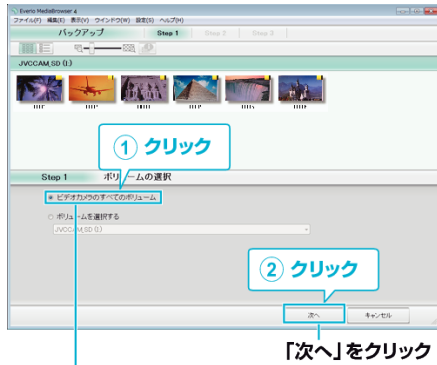 Everio MediaBrowser 4
ファイル(F) 編集(E) 表示(V) ウインドウ(W) 設定(S) ヘルプ(H)
バックアップ Step 1 Step 2 Step 3
JVCCAM_SD (I:)
① クリック
Step 1 ボリュームの選択
ビデオカメラのすべてのボリューム
ボリュームを選択する
JVCCAM_SD (I:)
② クリック
次へ キャンセル
「次へ」をクリック